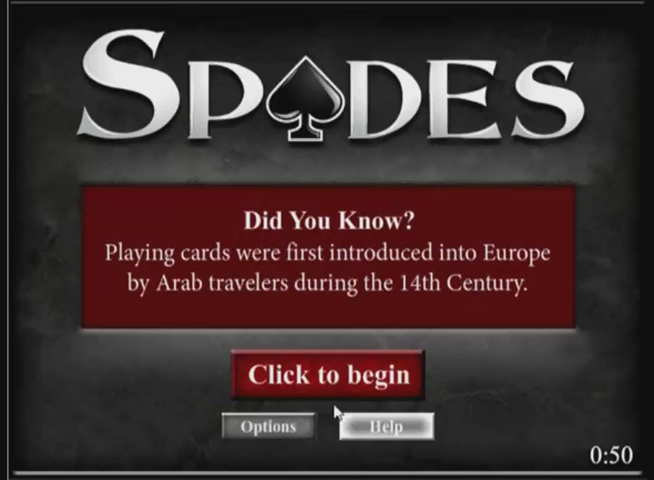 SPADES
Did You Know?
Playing cards were first introduced into Europe
by Arab travelers during the 14th Century.
Click to begin
Options
Help
0:50